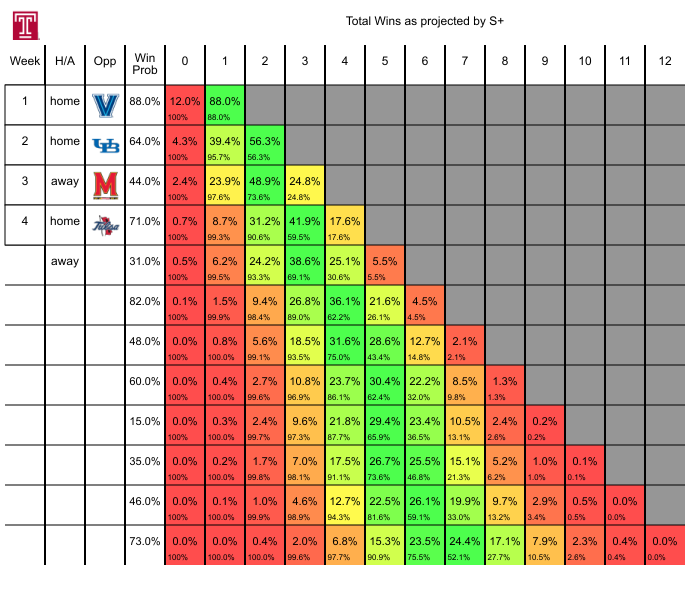 T
Total Wins as projected by S+
Week H/A Opp Win Prob 0 1 2 3 4 5 6 7 8 9 10 11 12
1 home V 88.0% 12.0% 88.0%
100% 88.0%
2 home UB 64.0% 4.3% 39.4% 56.3%
100% 95.7% 56.3%
3 away M 44.0% 2.4% 23.9% 48.9% 24.8%
100% 97.6% 73.6% 24.8%
4 home Tulsa 71.0% 0.7% 8.7% 31.2% 41.9% 17.6%
100% 99.3% 90.6% 59.5% 17.6%
away 31.0% 0.5% 6.2% 24.2% 38.6% 25.1% 5.5%
100% 99.5% 93.3% 69.1% 30.6% 5.5%
82.0% 0.1% 1.5% 9.4% 26.8% 36.1% 21.6% 4.5%
100% 99.9% 98.4% 89.0% 62.2% 26.1% 4.5%
48.0% 0.0% 0.8% 5.6% 18.5% 31.6% 28.6% 12.7% 2.1%
100% 100.0% 99.1% 93.5% 75.0% 43.4% 14.8% 2.1%
60.0% 0.0% 0.4% 2.7% 10.8% 23.7% 30.4% 22.2% 8.5% 1.3%
100% 100.0% 99.6% 96.9% 86.1% 62.4% 32.0% 9.8% 1.3%
15.0% 0.0% 0.3% 2.4% 9.6% 21.8% 29.4% 23.4% 10.5% 2.4% 0.2%
100% 100.0% 99.7% 97.3% 87.7% 65.9% 36.5% 13.1% 2.6% 0.2%
35.0% 0.0% 0.2% 1.7% 7.0% 17.5% 26.7% 25.5% 15.1% 5.2% 1.0% 0.1%
100% 100.0% 99.8% 98.1% 91.1% 73.6% 46.8% 21.3% 6.2% 1.0% 0.1%
46.0% 0.0% 0.1% 1.0% 4.6% 12.7% 22.5% 26.1% 19.9% 9.7% 2.9% 0.5% 0.0%
100% 100.0% 99.9% 98.9% 94.3% 81.6% 59.1% 33.0% 13.2% 3.4% 0.5% 0.0%
73.0% 0.0% 0.0% 0.4% 2.0% 6.8% 15.3% 23.5% 24.4% 17.1% 7.9% 2.3% 0.4% 0.0%
100% 100.0% 100.0% 99.6% 97.7% 90.9% 75.5% 52.1% 27.7% 10.5% 2.6% 0.4% 0.0%